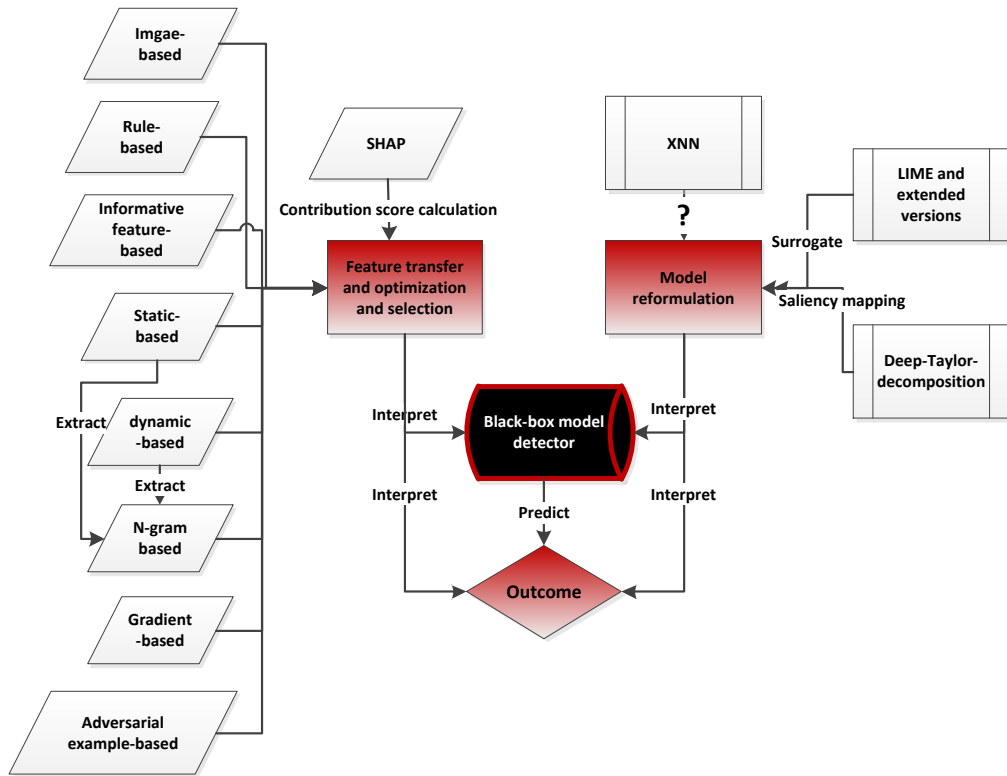 Imgae-
based
Rule-
based
Informative
feature-
based
Static-
based
Extract
dynamic
-based
Extract
N-gram
based
Gradient
-based
Adversarial
example-based
SHAP
Contribution score calculation
Feature transfer
and optimization
and selection
XNN
?
Model
reformulation
LIME and
extended
versions
Surrogate
Saliency mapping
Deep-Taylor-
decomposition
Interpret
Black-box model
detector
Interpret
Interpret
Predict
Interpret
Outcome